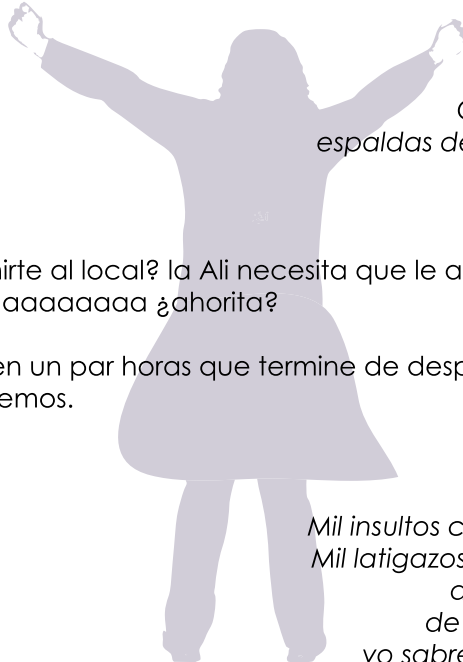 espaldas de
nirte al local? la Ali necesita que le a
aaaaaaaa ¿ahorita?
en un par horas que termine de desp
emos.
Mil insultos
Mil latigazos
de
yo sabre